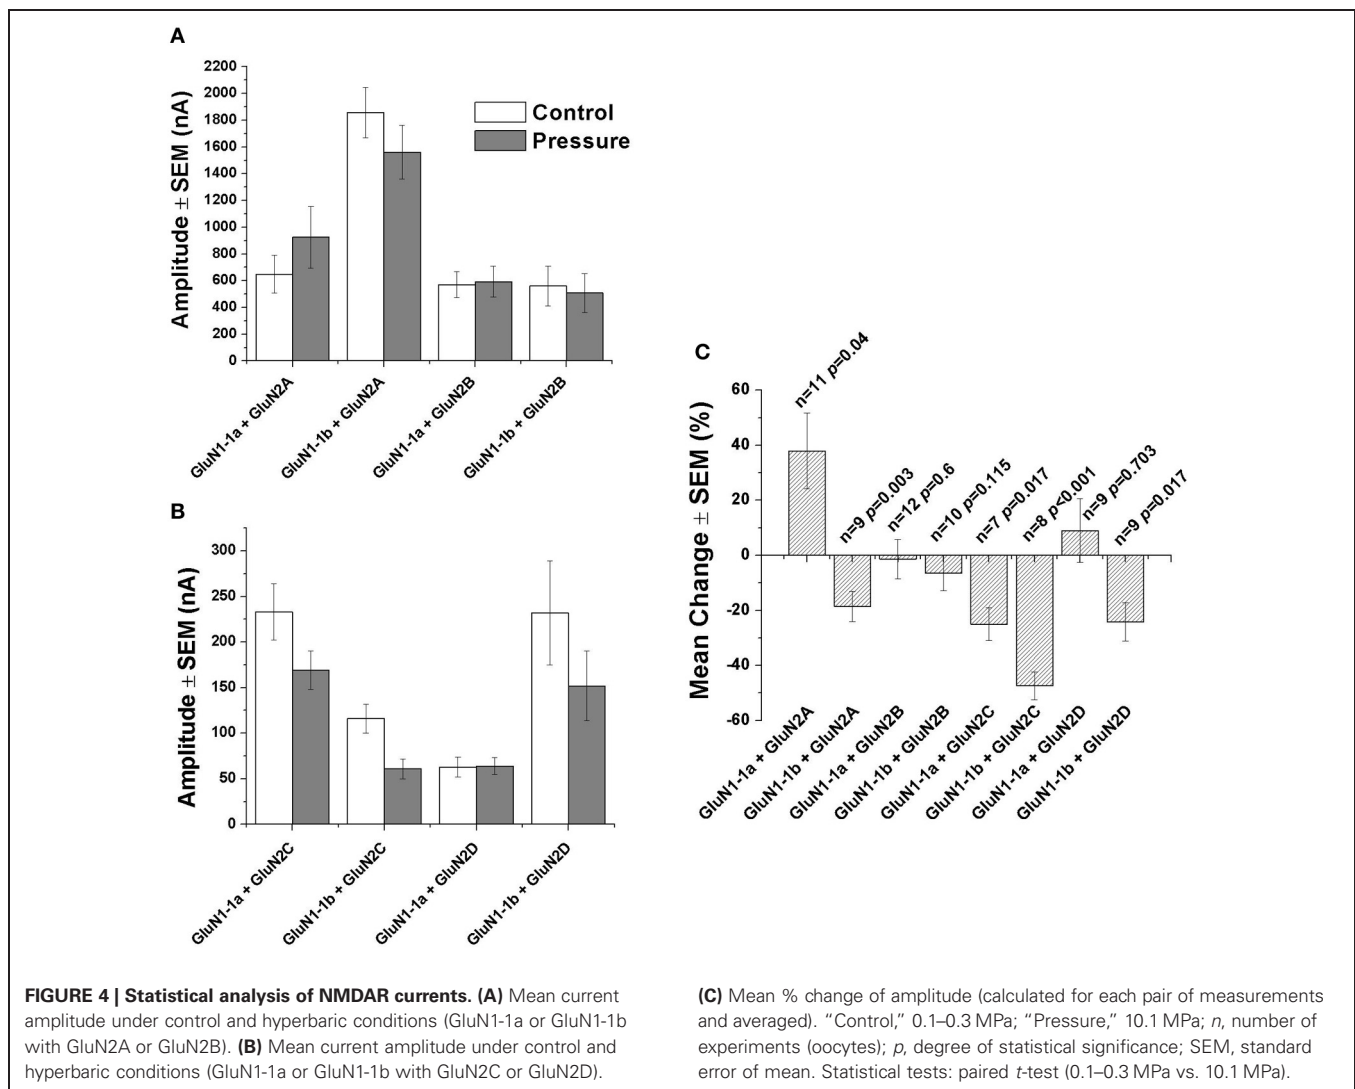 A
2200
2000
1800
1600
1400
1200
1000
800
600
400
200
0
Amplitude ± SEM (nA)
Control
Pressure
GluN1-1a + GluN2A
GluN1-1b + GluN2A
GluN1-1a + GluN2B
GluN1-1b + GluN2B
B
300
250
200
150
100
50
0
Amplitude ± SEM (nA)
GluN1-1a + GluN2C
GluN1-1b + GluN2C
GluN1-1a + GluN2D
GluN1-1b + GluN2D
C
60
40
20
0
-20
-40
-60
Mean Change ± SEM (%)
n=11 p=0.04
n=9 p=0.003
n=12 p=0.6
n=10 p=0.115
n=7 p=0.017
n=8 p<0.001
n=9 p=0.703
n=9 p=0.017
GluN1-1a + GluN2A
GluN1-1b + GluN2A
GluN1-1a + GluN2B
GluN1-1b + GluN2B
GluN1-1a + GluN2C
GluN1-1b + GluN2C
GluN1-1a + GluN2D
GluN1-1b + GluN2D
FIGURE 4 | Statistical analysis of NMDAR currents. (A) Mean current
amplitude under control and hyperbaric conditions (GluN1-1a or GluN1-1b
with GluN2A or GluN2B). (B) Mean current amplitude under control and
hyperbaric conditions (GluN1-1a or GluN1-1b with GluN2C or GluN2D).
(C) Mean % change of amplitude (calculated for each pair of measurements
and averaged). “Control,” 0.1–0.3 MPa; “Pressure,” 10.1 MPa; n, number of
experiments (oocytes); p, degree of statistical significance; SEM, standard
error of mean. Statistical tests: paired t-test (0.1–0.3 MPa vs. 10.1 MPa).